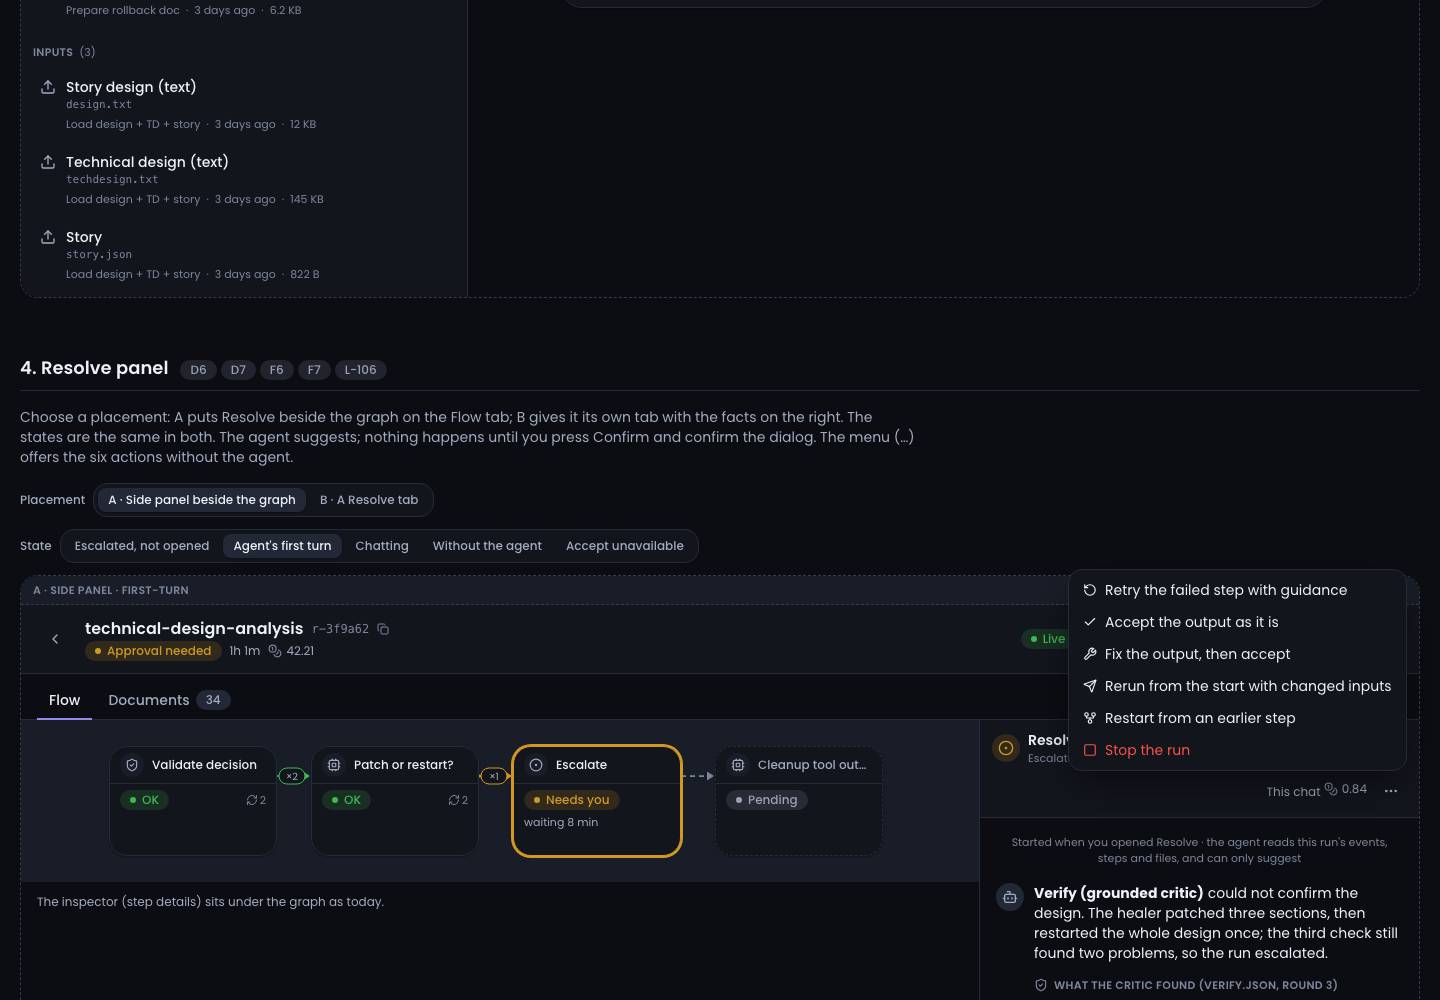 Prepare rollback doc · 3 days ago · 6.2 KB
INPUTS (3)
Story design (text)
design.txt
Load design + TD + story · 3 days ago · 12 KB
Technical design (text)
techdesign.txt
Load design + TD + story · 3 days ago · 145 KB
Story
story.json
Load design + TD + story · 3 days ago · 822 B
4. Resolve panel D6 D7 F6 F7 L-106
Choose a placement: A puts Resolve beside the graph on the Flow tab; B gives it its own tab with the facts on the right. The
states are the same in both. The agent suggests; nothing happens until you press Confirm and confirm the dialog. The menu (…)
offers the six actions without the agent.
Placement A · Side panel beside the graph B · A Resolve tab
State Escalated, not opened Agent's first turn Chatting Without the agent Accept unavailable
A · SIDE PANEL · FIRST-TURN
Retry the failed step with guidance
Accept the output as it is
Fix the output, then accept
Rerun from the start with changed inputs
Restart from an earlier step
Stop the run
technical-design-analysis r-3f9a62
Approval needed 1h 1m 42.21
Live
Flow Documents 34
Validate decision
OK 2
×2
Patch or restart?
OK 2
×1
Escalate
Needs you
waiting 8 min
Cleanup tool out…
Pending
The inspector (step details) sits under the graph as today.
This chat 0.84 ···
Started when you opened Resolve · the agent reads this run's events,
steps and files, and can only suggest
Verify (grounded critic) could not confirm the
design. The healer patched three sections, then
restarted the whole design once; the third check still
found two problems, so the run escalated.
WHAT THE CRITIC FOUND (VERIFY.JSON, ROUND 3)